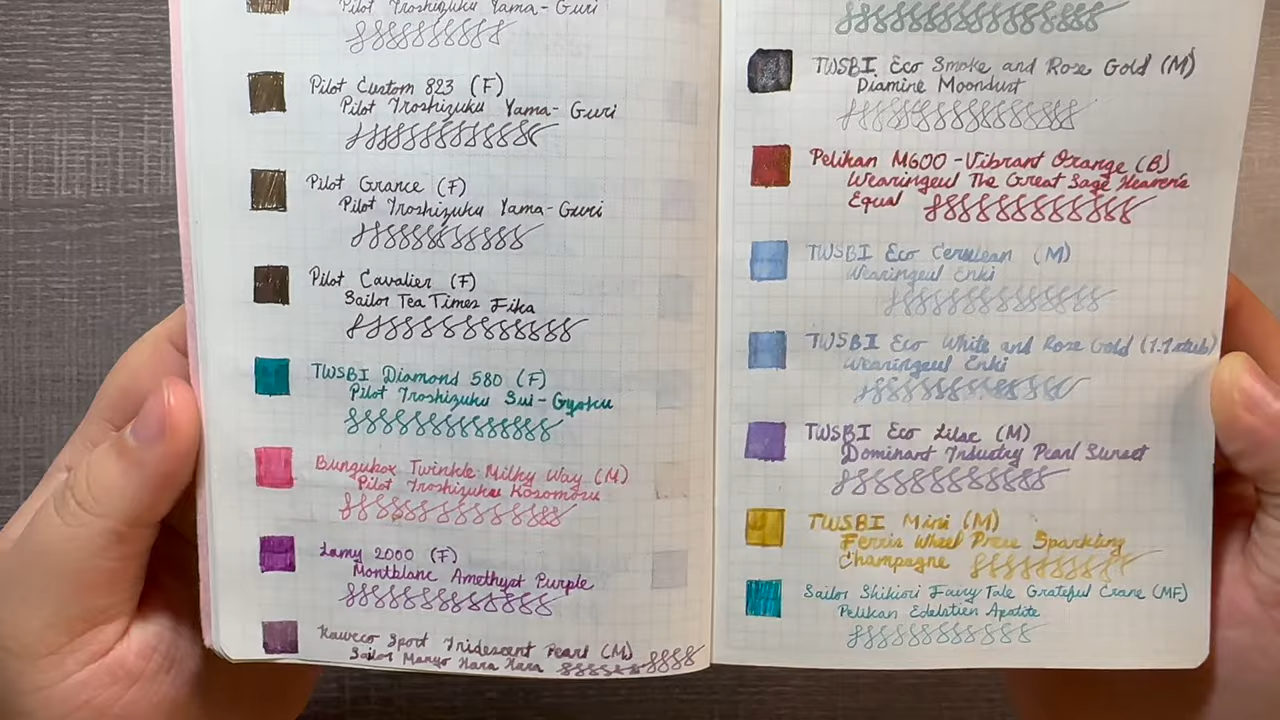 Pilot Iroshizuku Yama-Guri
Pilot Custom 823 (F)
Pilot Iroshizuku Yama-Guri
Pilot Grance (F)
Pilot Iroshizuku Yama-Guri
Pilot Cavalier (F)
Sailor Tea Times Fika
TWSBI Diamond 580 (F)
Pilot Iroshizuku Sui-Gyoku
Bungubox Twinkle Milky Way (M)
Pilot Iroshizuku Kosomosu
Lamy 2000 (F)
Montblanc Amethyst Purple
Kaweco Sport Iridescent Pearl (M)
Sailor Manyo Hara Hara
TWSBI Eco Smoke and Rose Gold (M)
Diamine Moondust
Pelikan M600 - Vibrant Orange (B)
Wearingeul The Great Sage Heaven's
Equal
TWSBI Eco Cerulean (M)
Wearingeul Enki
TWSBI Eco White and Rose Gold (1.1 stub)
Wearingeul Enki
TWSBI Eco Lilac (M)
Dominant Industry Pearl Sunset
TWSBI Mini (M)
Ferris Wheel Press Sparkling
Champagne
Sailor Shikiori Fairy Tale Grateful Crane (MF)
Pelikan Edelstein Apatite